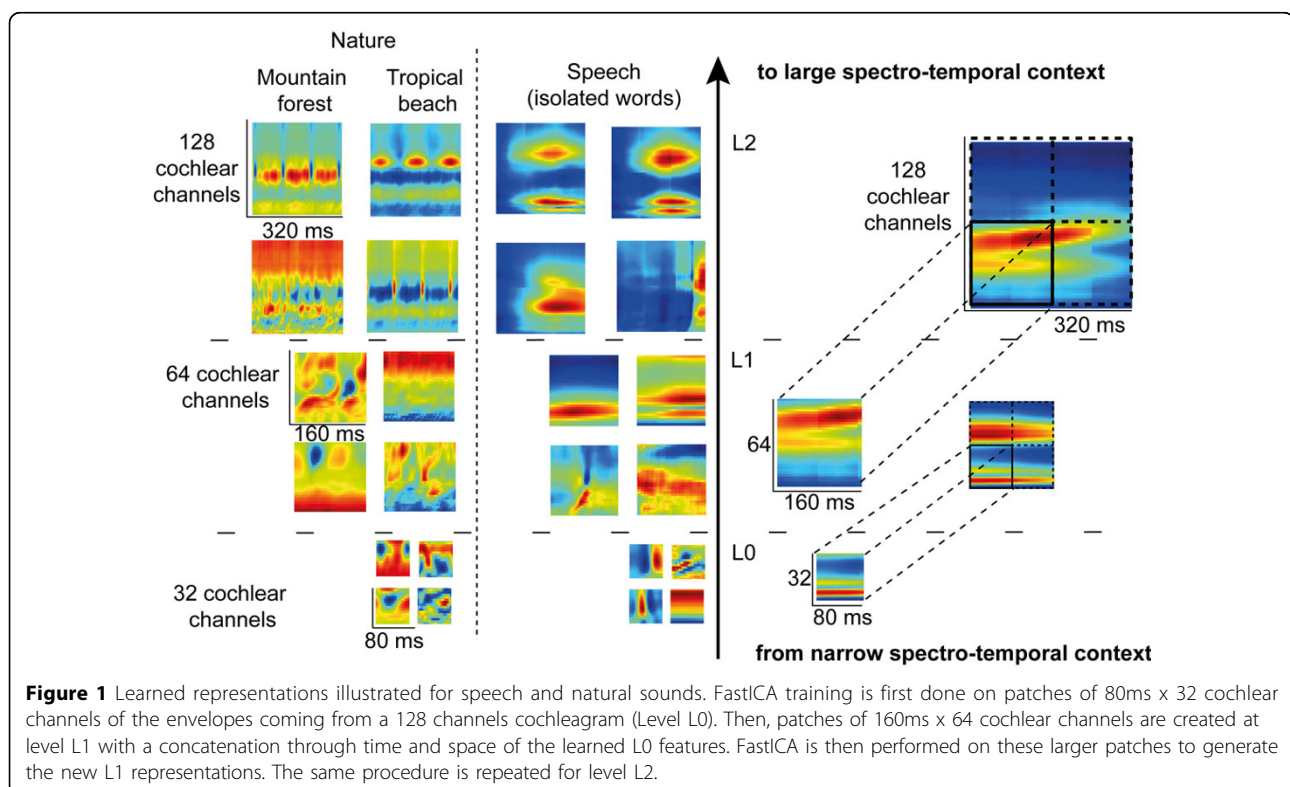 Nature
Mountain
forest
Tropical
beach
Speech
(isolated words)
to large spectro-temporal context
128
cochlear
channels
320 ms
L2
128
cochlear
channels
320 ms
64 cochlear
channels
160 ms
L1
64
160 ms
32 cochlear
channels
80 ms
L0
32
80 ms
from narrow spectro-temporal context
Figure 1 Learned representations illustrated for speech and natural sounds. FastICA training is first done on patches of 80ms x 32 cochlear
channels of the envelopes coming from a 128 channels cochleagram (Level L0). Then, patches of 160ms x 64 cochlear channels are created at
level L1 with a concatenation through time and space of the learned L0 features. FastICA is then performed on these larger patches to generate
the new L1 representations. The same procedure is repeated for level L2.